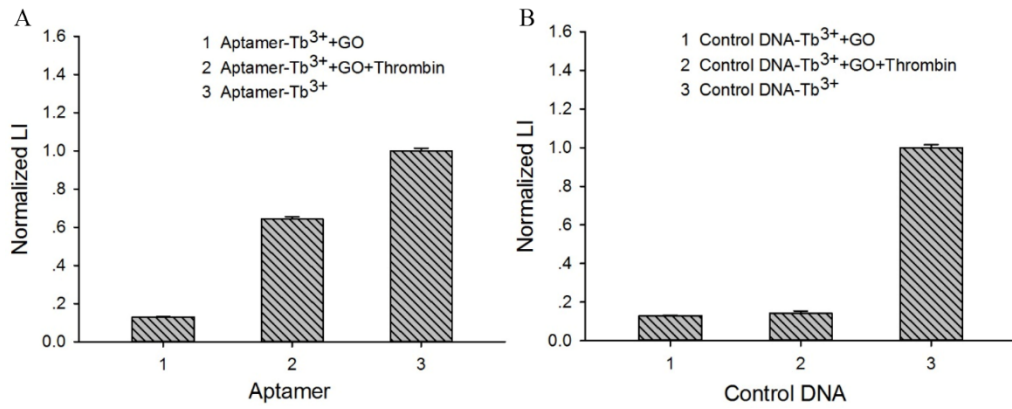 A
1.6
1.4
1.2
1.0
.8
.6
.4
.2
0.0
Normalized LI
1 Aptamer-Tb3++GO
2 Aptamer-Tb3++GO+Thrombin
3 Aptamer-Tb3+
1 2 3
Aptamer
B
1.6
1.4
1.2
1.0
.8
.6
.4
.2
0.0
Normalized LI
1 Control DNA-Tb3++GO
2 Control DNA-Tb3++GO+Thrombin
3 Control DNA-Tb3+
1 2 3
Control DNA